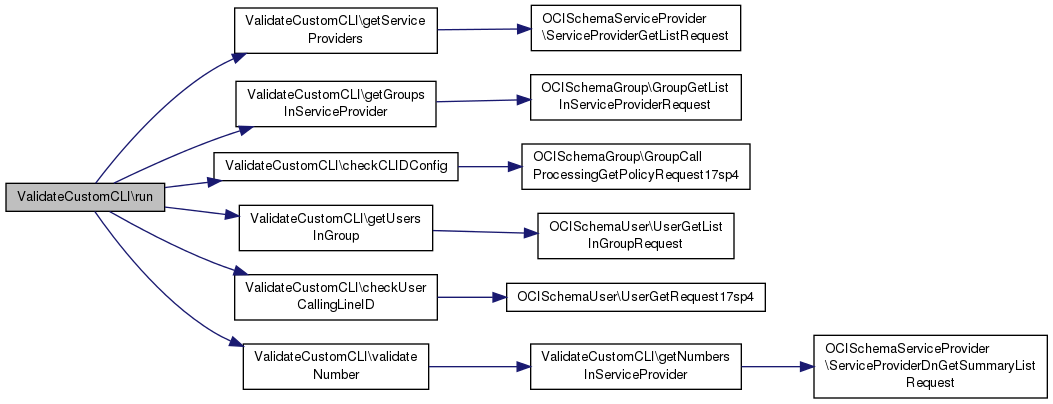 ValidateCustomCLI\getService
Providers
OCISchemaServiceProvider
\ServiceProviderGetListRequest
ValidateCustomCLI\getGroups
InServiceProvider
OCISchemaGroup\GroupGetList
InServiceProviderRequest
ValidateCustomCLI\checkCLIDConfig
OCISchemaGroup\GroupCall
ProcessingGetPolicyRequest17sp4
ValidateCustomCLI\run
ValidateCustomCLI\getUsers
InGroup
OCISchemaUser\UserGetList
InGroupRequest
ValidateCustomCLI\checkUser
CallingLineID
OCISchemaUser\UserGetRequest17sp4
ValidateCustomCLI\validate
Number
ValidateCustomCLI\getNumbers
InServiceProvider
OCISchemaServiceProvider
\ServiceProviderDnGetSummaryList
Request